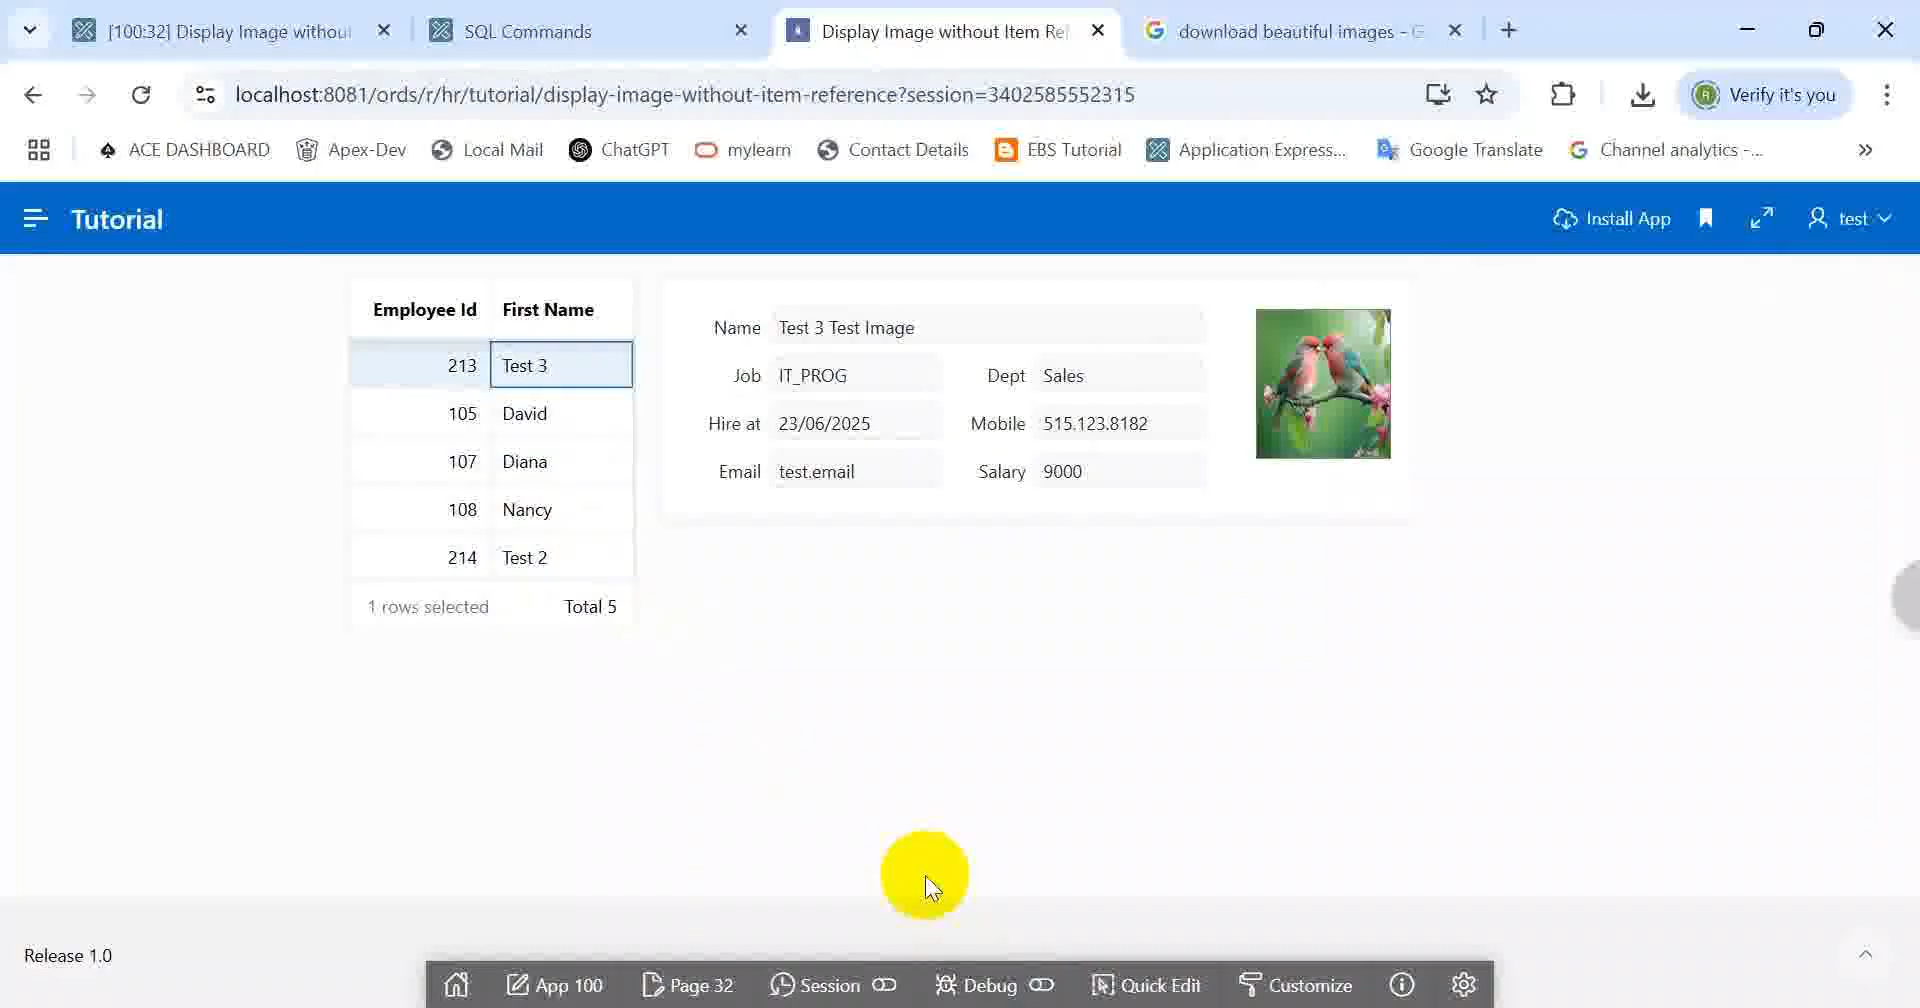 [100:32] Display Image withou
SQL Commands
Display Image without Item Re
download beautiful images - G
localhost:8081/ords/r/hr/tutorial/display-image-without-item-reference?session=3402585552315
Verify it's you
ACE DASHBOARD
Apex-Dev
Local Mail
ChatGPT
mylearn
Contact Details
EBS Tutorial
Application Express...
Google Translate
Channel analytics -...
Tutorial
Install App
test
Employee Id First Name
213 Test 3
105 David
107 Diana
108 Nancy
214 Test 2
1 rows selected Total 5
Name Test 3 Test Image
Job IT_PROG Dept Sales
Hire at 23/06/2025 Mobile 515.123.8182
Email test.email Salary 9000
Release 1.0
App 100
Page 32
Session
Debug
Quick Edit
Customize